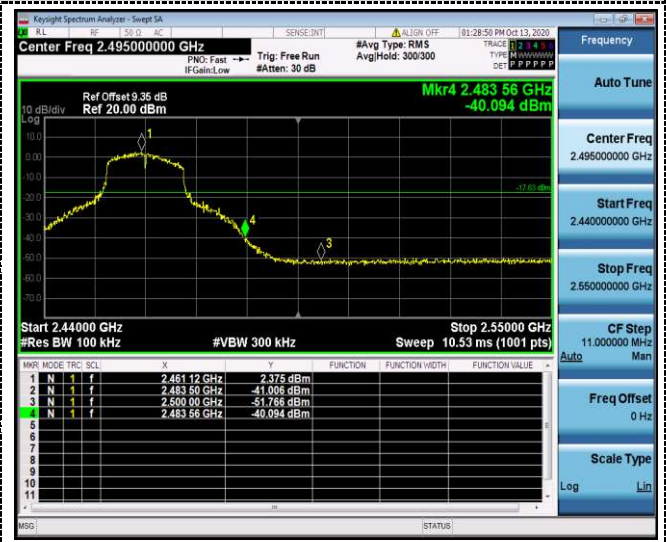 Keysight Spectrum Analyzer - Swept SA
RL RF 50 Ω AC SENSE:INT ALIGN OFF 01:28:50 PM Oct 13, 2020
Center Freq 2.495000000 GHz
PNO: Fast
IFGain:Low
Trig: Free Run
#Atten: 30 dB
#Avg Type: RMS
Avg|Hold: 300/300
TRACE 1 2 3 4 5 6
TYPE M W W W W W
DET P P P P P P
Ref Offset 9.35 dB
10 dB/div Ref 20.00 dBm
Log
Mkr4 2.483 56 GHz
-40.094 dBm
10.0
0.00
-10.0
-20.0
-30.0
-40.0
-50.0
-60.0
-70.0
1
4
3
-17.63 dBm
Start 2.44000 GHz Stop 2.55000 GHz
#Res BW 100 kHz #VBW 300 kHz Sweep 10.53 ms (1001 pts)
MKR MODE TRC SCL X Y FUNCTION FUNCTION WIDTH FUNCTION VALUE
1 N 1 f 2.461 12 GHz 2.375 dBm
2 N 1 f 2.483 50 GHz -41.006 dBm
3 N 1 f 2.500 00 GHz -51.766 dBm
4 N 1 f 2.483 56 GHz -40.094 dBm
5
6
7
8
9
10
11
MSG STATUS
Frequency
Auto Tune
Center Freq
2.495000000 GHz
Start Freq
2.440000000 GHz
Stop Freq
2.550000000 GHz
CF Step
11.000000 MHz
Auto Man
Freq Offset
0 Hz
Scale Type
Log Lin